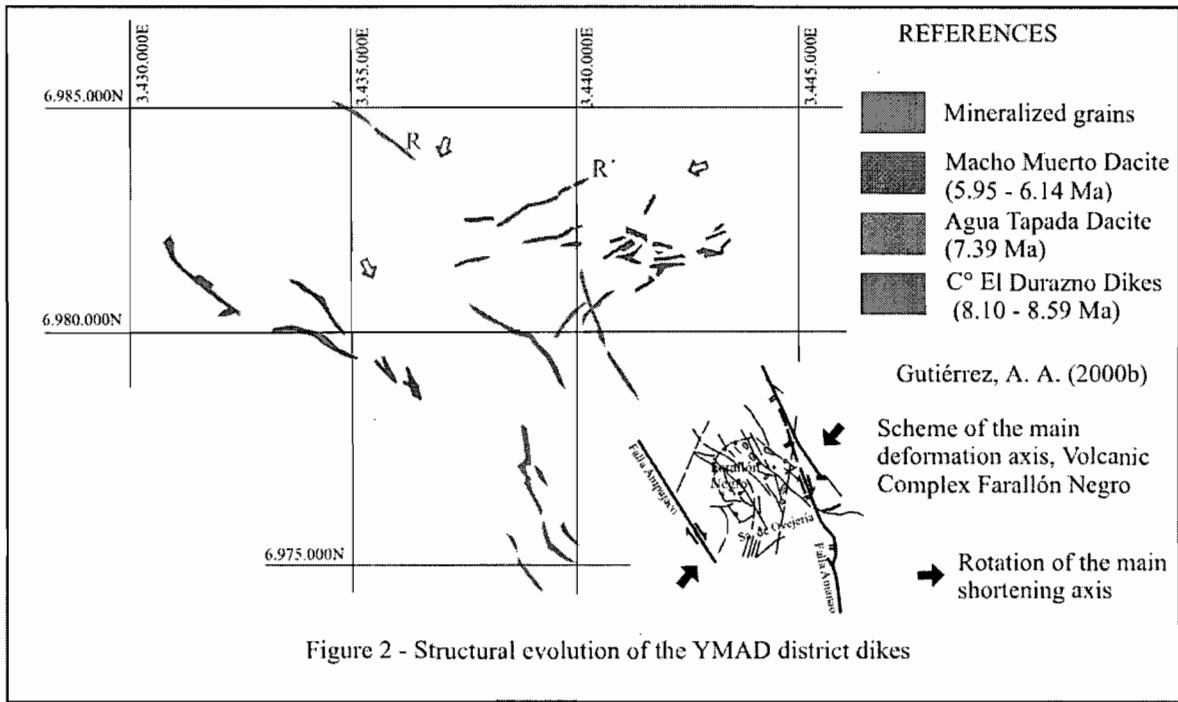 3.430.000E
3.435.000E
3.440.000E
3.445.000E
6.985.000N
6.980.000N
6.975.000N
R
R'
REFERENCES
Mineralized grains
Macho Muerto Dacite
(5.95 - 6.14 Ma)
Agua Tapada Dacite
(7.39 Ma)
C° El Durazno Dikes
(8.10 - 8.59 Ma)
Gutiérrez, A. A. (2000b)
Scheme of the main
deformation axis, Volcanic
Complex Farallón Negro
Rotation of the main
shortening axis
Falla Ampajaco
Farallón
Negro
Sa. de Ovejería
Falla Amanao
Figure 2 - Structural evolution of the YMAD district dikes